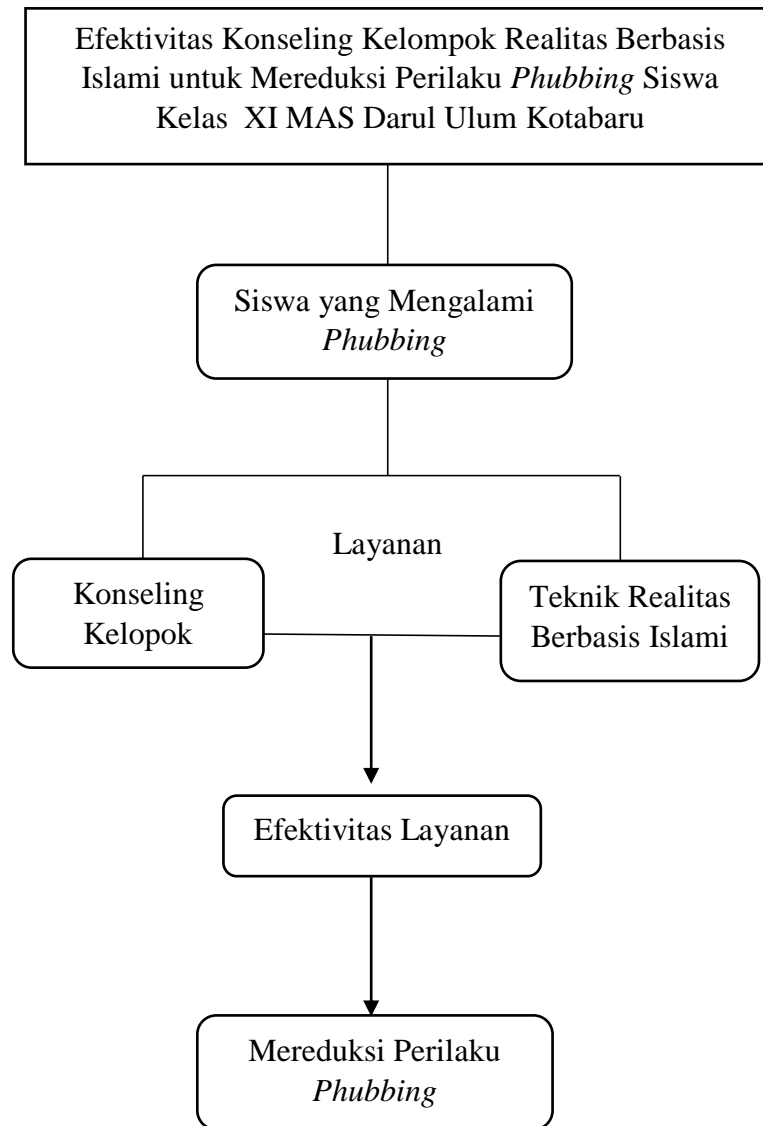 Efektivitas Konseling Kelompok Realitas Berbasis
Islami untuk Mereduksi Perilaku Phubbing Siswa
Kelas XI MAS Darul Ulum Kotabaru
Siswa yang Mengalami
Phubbing
Layanan
Konseling
Kelopok
Teknik Realitas
Berbasis Islami
Efektivitas Layanan
Mereduksi Perilaku
Phubbing